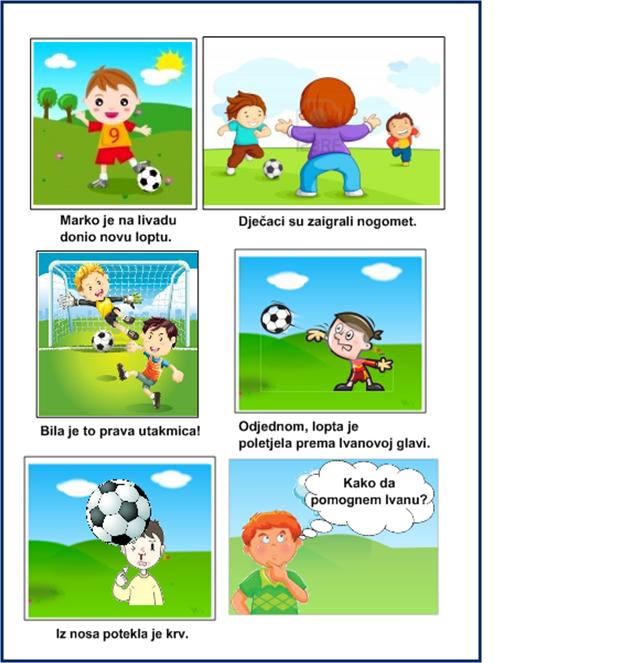 9
Marko je na livadu
donio novu loptu.
Dječaci su zaigrali nogomet.
Bila je to prava utakmica!
Odjednom, lopta je
poletjela prema Ivanovoj glavi.
Kako da
pomognem Ivanu?
Iz nosa potekla je krv.